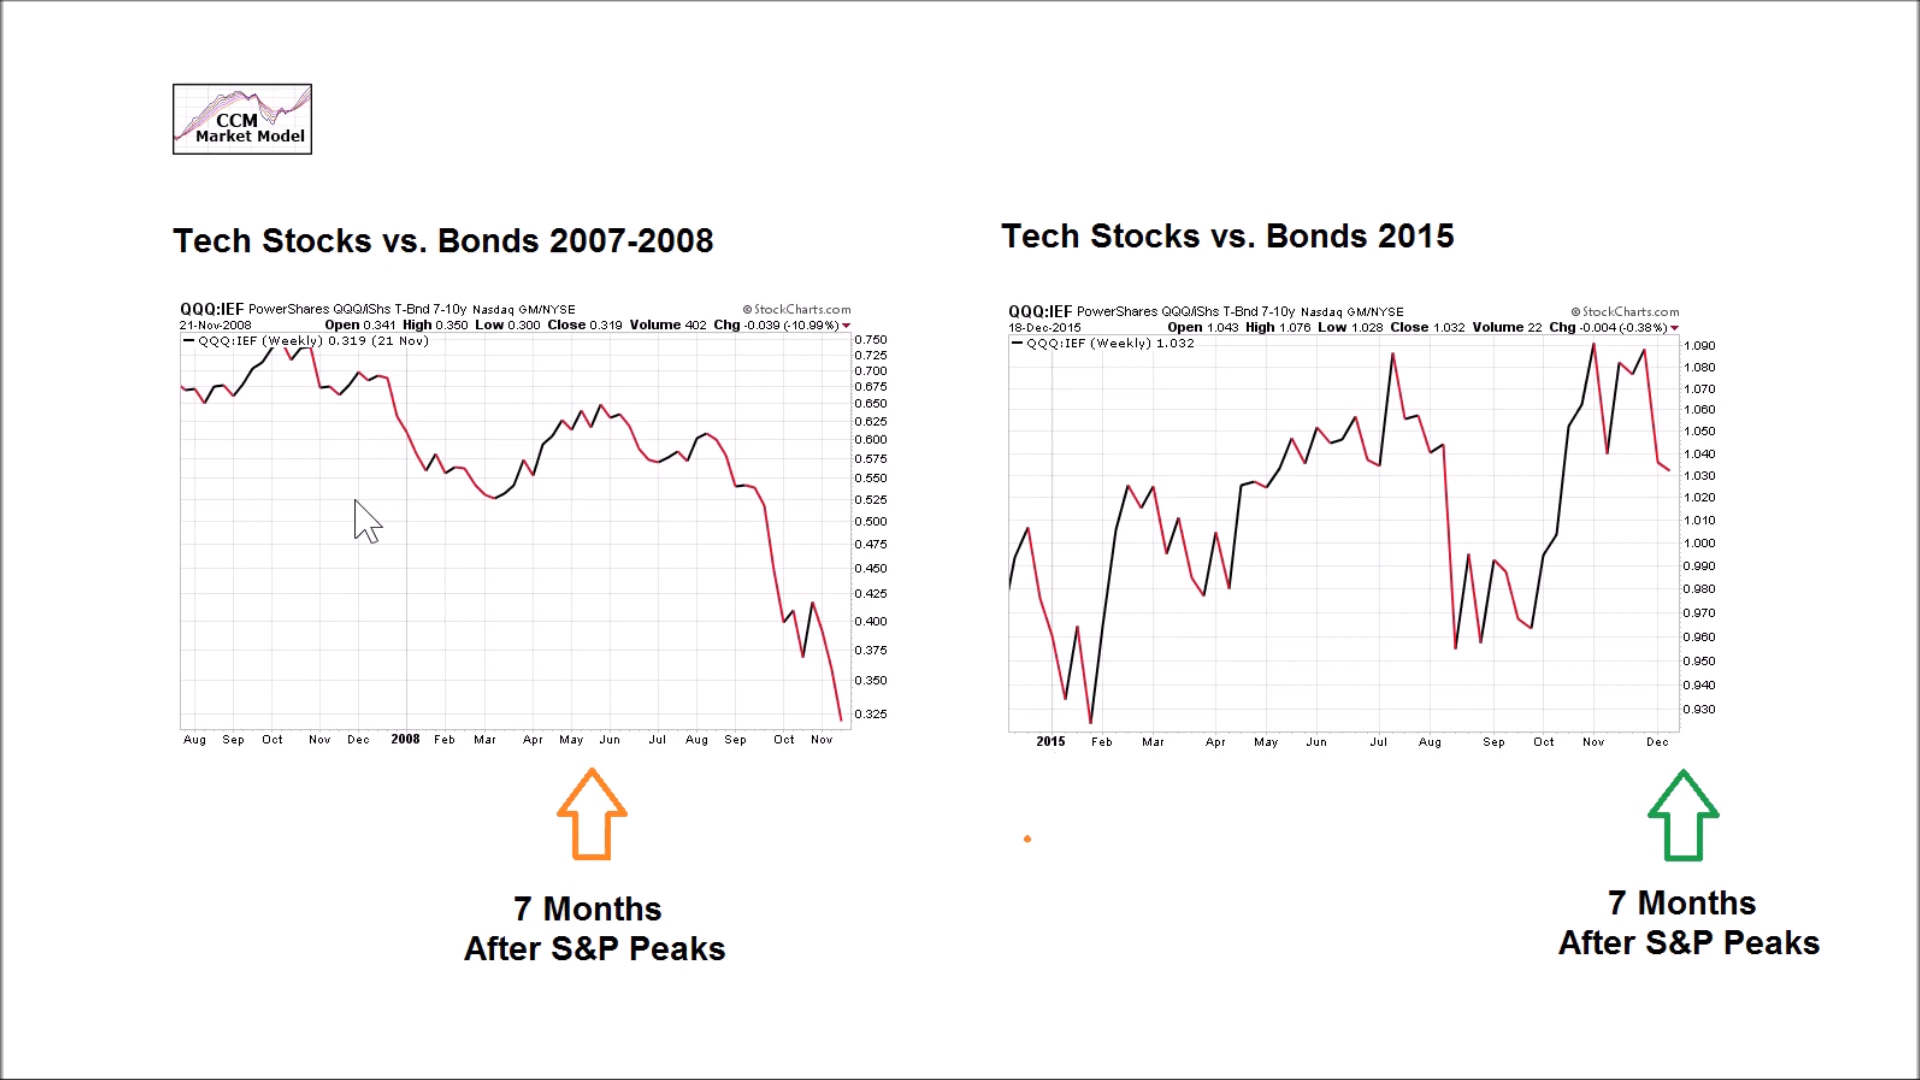 CCM
Market Model
Tech Stocks vs. Bonds 2007-2008
QQQ:IEF PowerShares QQQ/iShs T-Bnd 7-10y Nasdaq GM/NYSE
© StockCharts.com
21-Nov-2008
Open 0.341 High 0.350 Low 0.300 Close 0.319 Volume 402 Chg -0.039 (-10.99%)
QQQ:IEF (Weekly) 0.319 (21 Nov)
0.750
0.725
0.700
0.675
0.650
0.625
0.600
0.575
0.550
0.525
0.500
0.475
0.450
0.425
0.400
0.375
0.350
0.325
Aug Sep Oct Nov Dec 2008 Feb Mar Apr May Jun Jul Aug Sep Oct Nov
7 Months
After S&P Peaks
Tech Stocks vs. Bonds 2015
QQQ:IEF PowerShares QQQ/iShs T-Bnd 7-10y Nasdaq GM/NYSE
© StockCharts.com
18-Dec-2015
Open 1.043 High 1.076 Low 1.028 Close 1.032 Volume 22 Chg -0.004 (-0.38%)
QQQ:IEF (Weekly) 1.032
1.090
1.080
1.070
1.060
1.050
1.040
1.030
1.020
1.010
1.000
0.990
0.980
0.970
0.960
0.950
0.940
0.930
2015 Feb Mar Apr May Jun Jul Aug Sep Oct Nov Dec
7 Months
After S&P Peaks